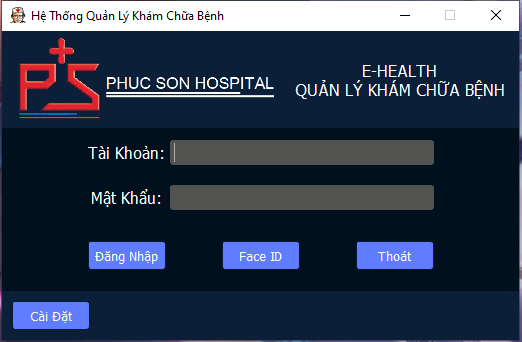 Hệ Thống Quản Lý Khám Chữa Bệnh
PS
PHUC SON HOSPITAL
E-HEALTH
QUẢN LÝ KHÁM CHỮA BỆNH
Tài Khoản:
Mật Khẩu:
Đăng Nhập
Face ID
Thoát
Cài Đặt